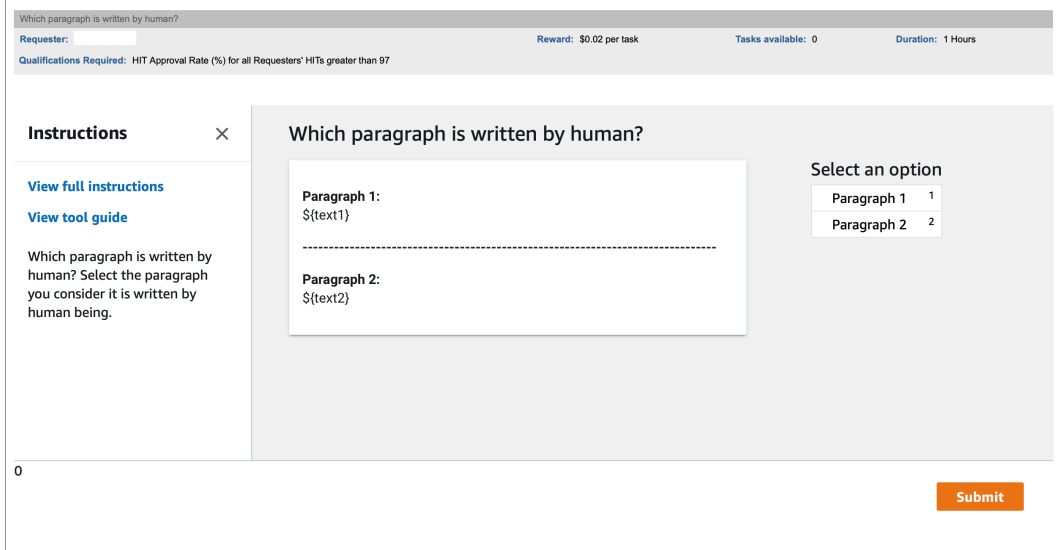 Which paragraph is written by human?
Requester:
Reward: $0.02 per task
Tasks available: 0
Duration: 1 Hours
Qualifications Required: HIT Approval Rate (%) for all Requesters' HITs greater than 97
Instructions
View full instructions
View tool guide
Which paragraph is written by
human? Select the paragraph
you consider it is written by
human being.
Which paragraph is written by human?
Paragraph 1:
${text1}
--------------------------------------------------------------------------------
Paragraph 2:
${text2}
Select an option
Paragraph 1 1
Paragraph 2 2
0
Submit